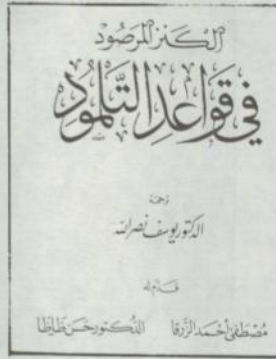 الكنز المرصود
في قواعد التلمود
ترجمة
الدكتور يوسف نصر الله
قدم له
مصطفى أحمد الزرقا الدكتور حسن ظاظا